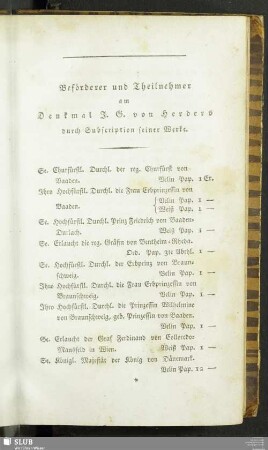 Beförderer und Theilnehmer
am
Denkmal J. G. von Herders
durch Subscription seiner Werke.
Se. Churfürstl. Durchl. der reg. Churfürst von
Baaden. Velin Pap. 1 Ex.
Ihro Hochfürstl. Durchl. die Frau Erbprinzessin von
Baaden. { Velin Pap. 1 —
{ Weiß Pap. 1 —
Se. Hochfürstl. Durchl. Prinz Friedrich von Baaden-
Durlach. Weiß Pap. 1 —
Se. Erlaucht die reg. Gräfin von Bentheim-Rheda.
Ord. Pap. 3te Abthl. 1 —
Se. Hochfürstl. Durchl. der Erbprinz von Braun-
schweig. Velin Pap. 1 —
Ihro Hochfürstl. Durchl. die Frau Erbprinzessin von
Braunschweig. Velin Pap. 1 —
Ihro Hochfürstl. Durchl. die Prinzessin Wilhelmine
von Braunschweig, geb. Prinzessin von Baaden.
Velin Pap. 1 —
Se. Erlaucht der Graf Ferdinand von Colloredo-
Mansfeld in Wien. Weiß Pap. 1 —
Se. Königl. Majestät der König von Dänemark.
Velin Pap. 10 —
SLUB